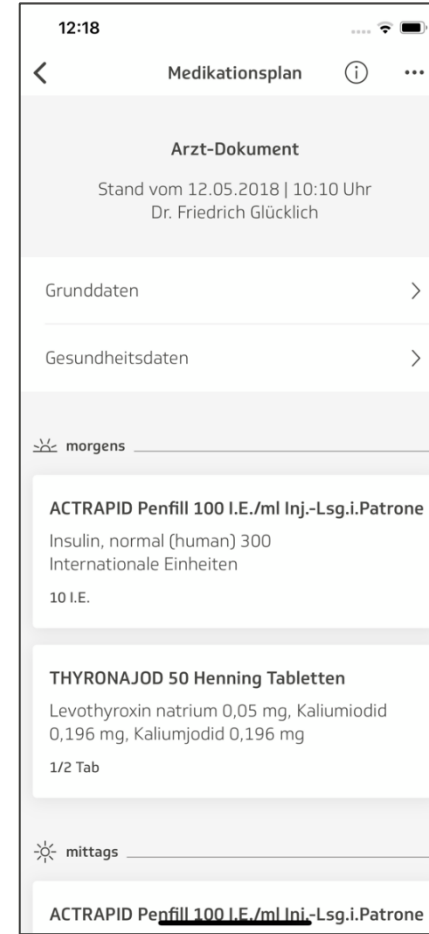 12:18
Medikationsplan
Arzt-Dokument
Stand vom 12.05.2018 | 10:10 Uhr
Dr. Friedrich Glücklich
Grunddaten
Gesundheitsdaten
morgens
ACTRAPID Penfill 100 I.E./ml Inj.-Lsg.i.Patrone
Insulin, normal (human) 300
Internationale Einheiten
10 I.E.
THYRONAJOD 50 Henning Tabletten
Levothyroxin natrium 0,05 mg, Kaliumiodid
0,196 mg, Kaliumjodid 0,196 mg
1/2 Tab
mittags
ACTRAPID Penfill 100 I.E./ml Inj.-Lsg.i.Patrone